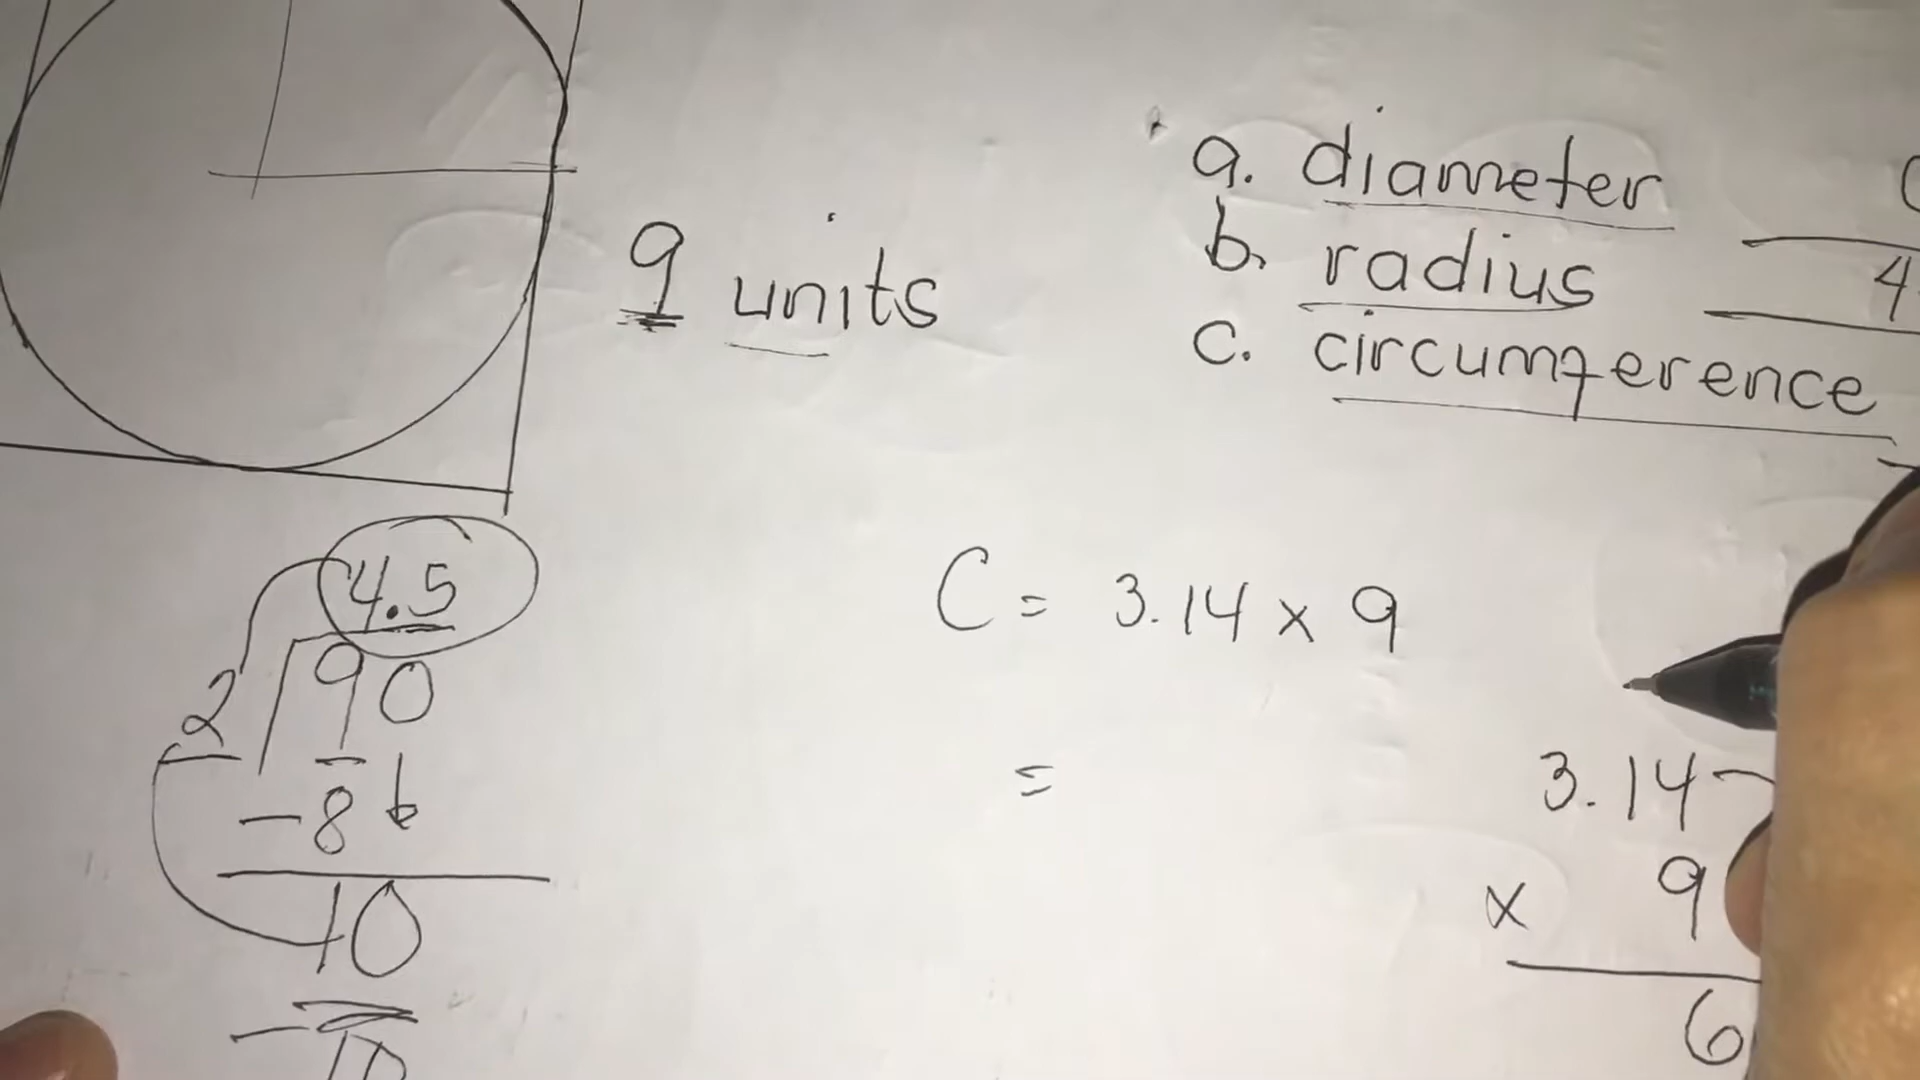 9 units
a. diameter
b. radius 4
c. circumference
4.5
2 90
- 8
10
- 10
C = 3.14 x 9
=
3.14
x 9
6